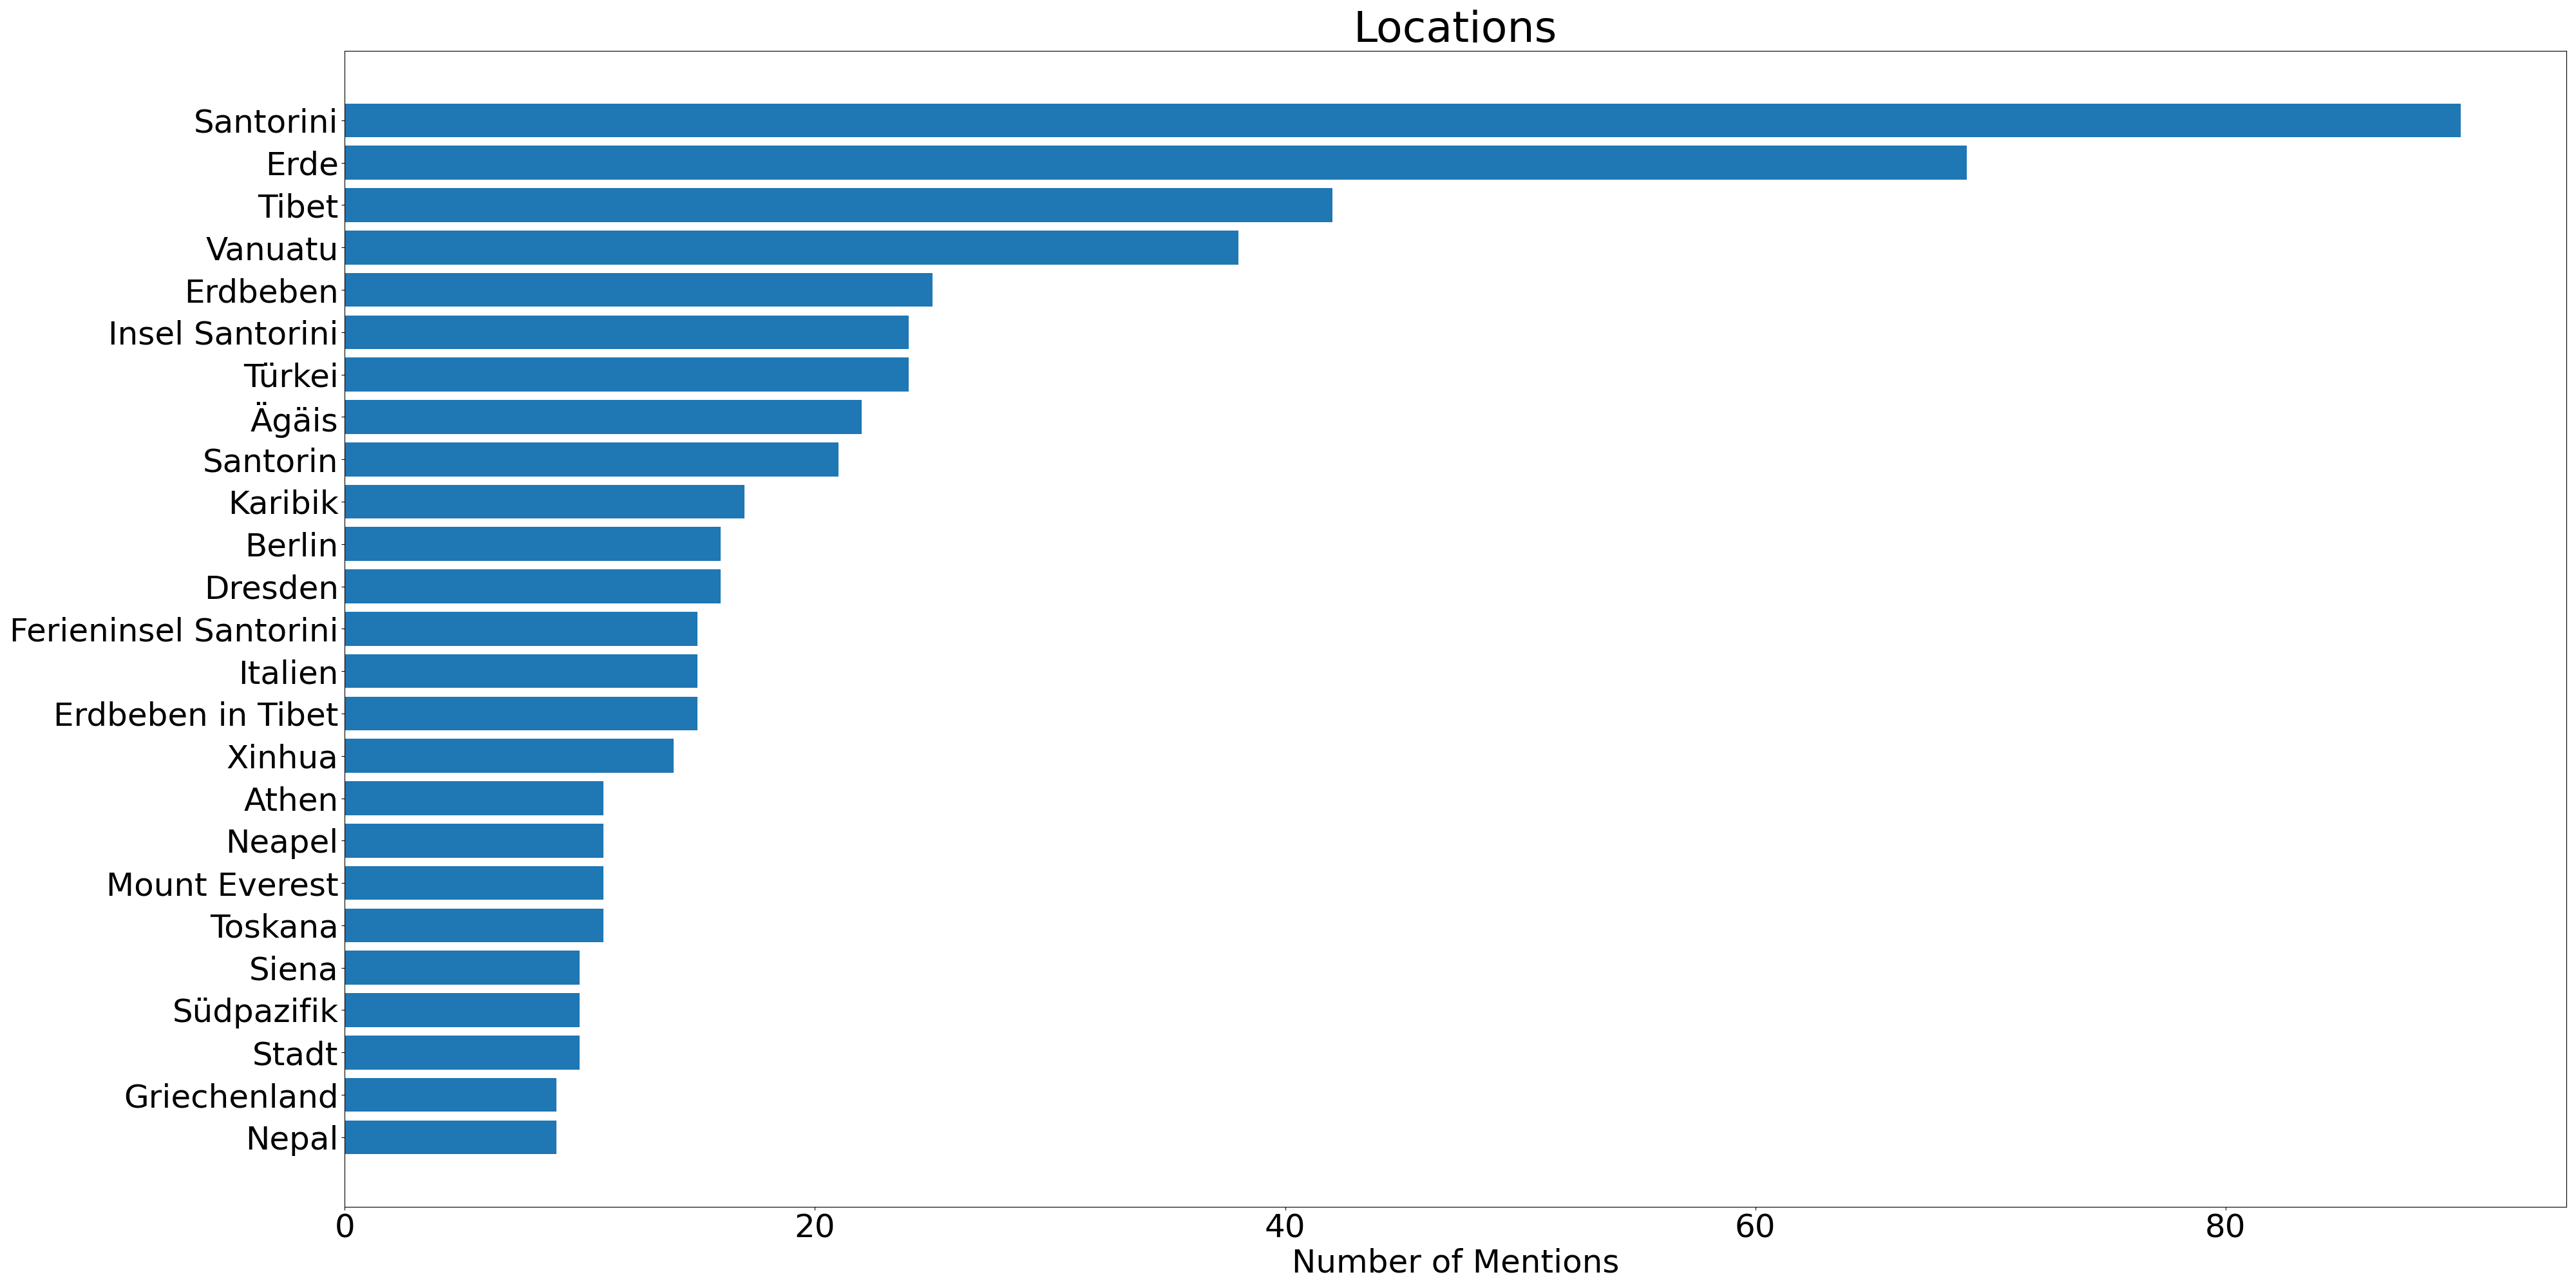 Locations
Santorini
Erde
Tibet
Vanuatu
Erdbeben
Insel Santorini
Türkei
Ägäis
Santorin
Karibik
Berlin
Dresden
Ferieninsel Santorini
Italien
Erdbeben in Tibet
Xinhua
Athen
Neapel
Mount Everest
Toskana
Siena
Südpazifik
Stadt
Griechenland
Nepal
0 20 40 60 80
Number of Mentions